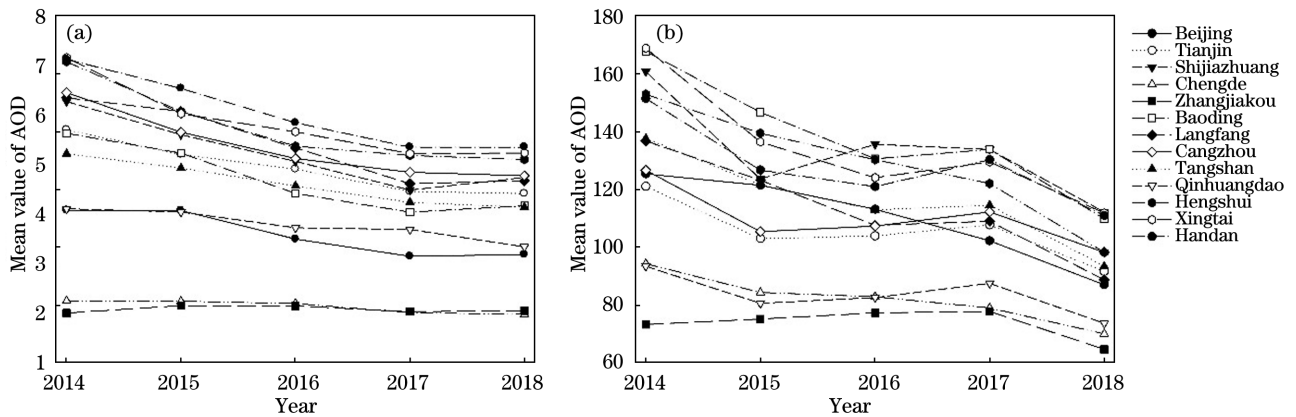 (a)
8
7
6
5
4
3
2
1
Mean value of AOD
2014 2015 2016 2017 2018
Year
(b)
180
160
140
120
100
80
60
Mean value of AOD
2014 2015 2016 2017 2018
Year
Beijing
Tianjin
Shijiazhuang
Chengde
Zhangjiakou
Baoding
Langfang
Cangzhou
Tangshan
Qinhuangdao
Hengshui
Xingtai
Handan